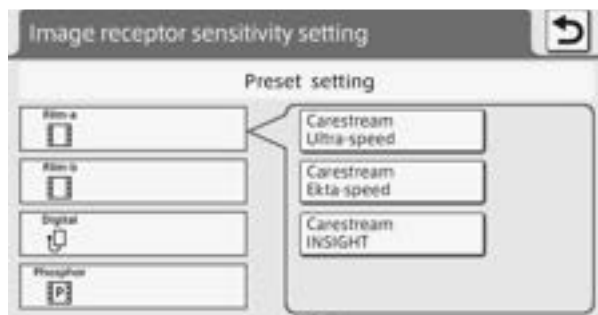 Image receptor sensitivity setting
Preset setting
Film-a
Film-b
Digital
Phosphor
P
Carestream
Ultra-speed
Carestream
Ekta-speed
Carestream
INSIGHT